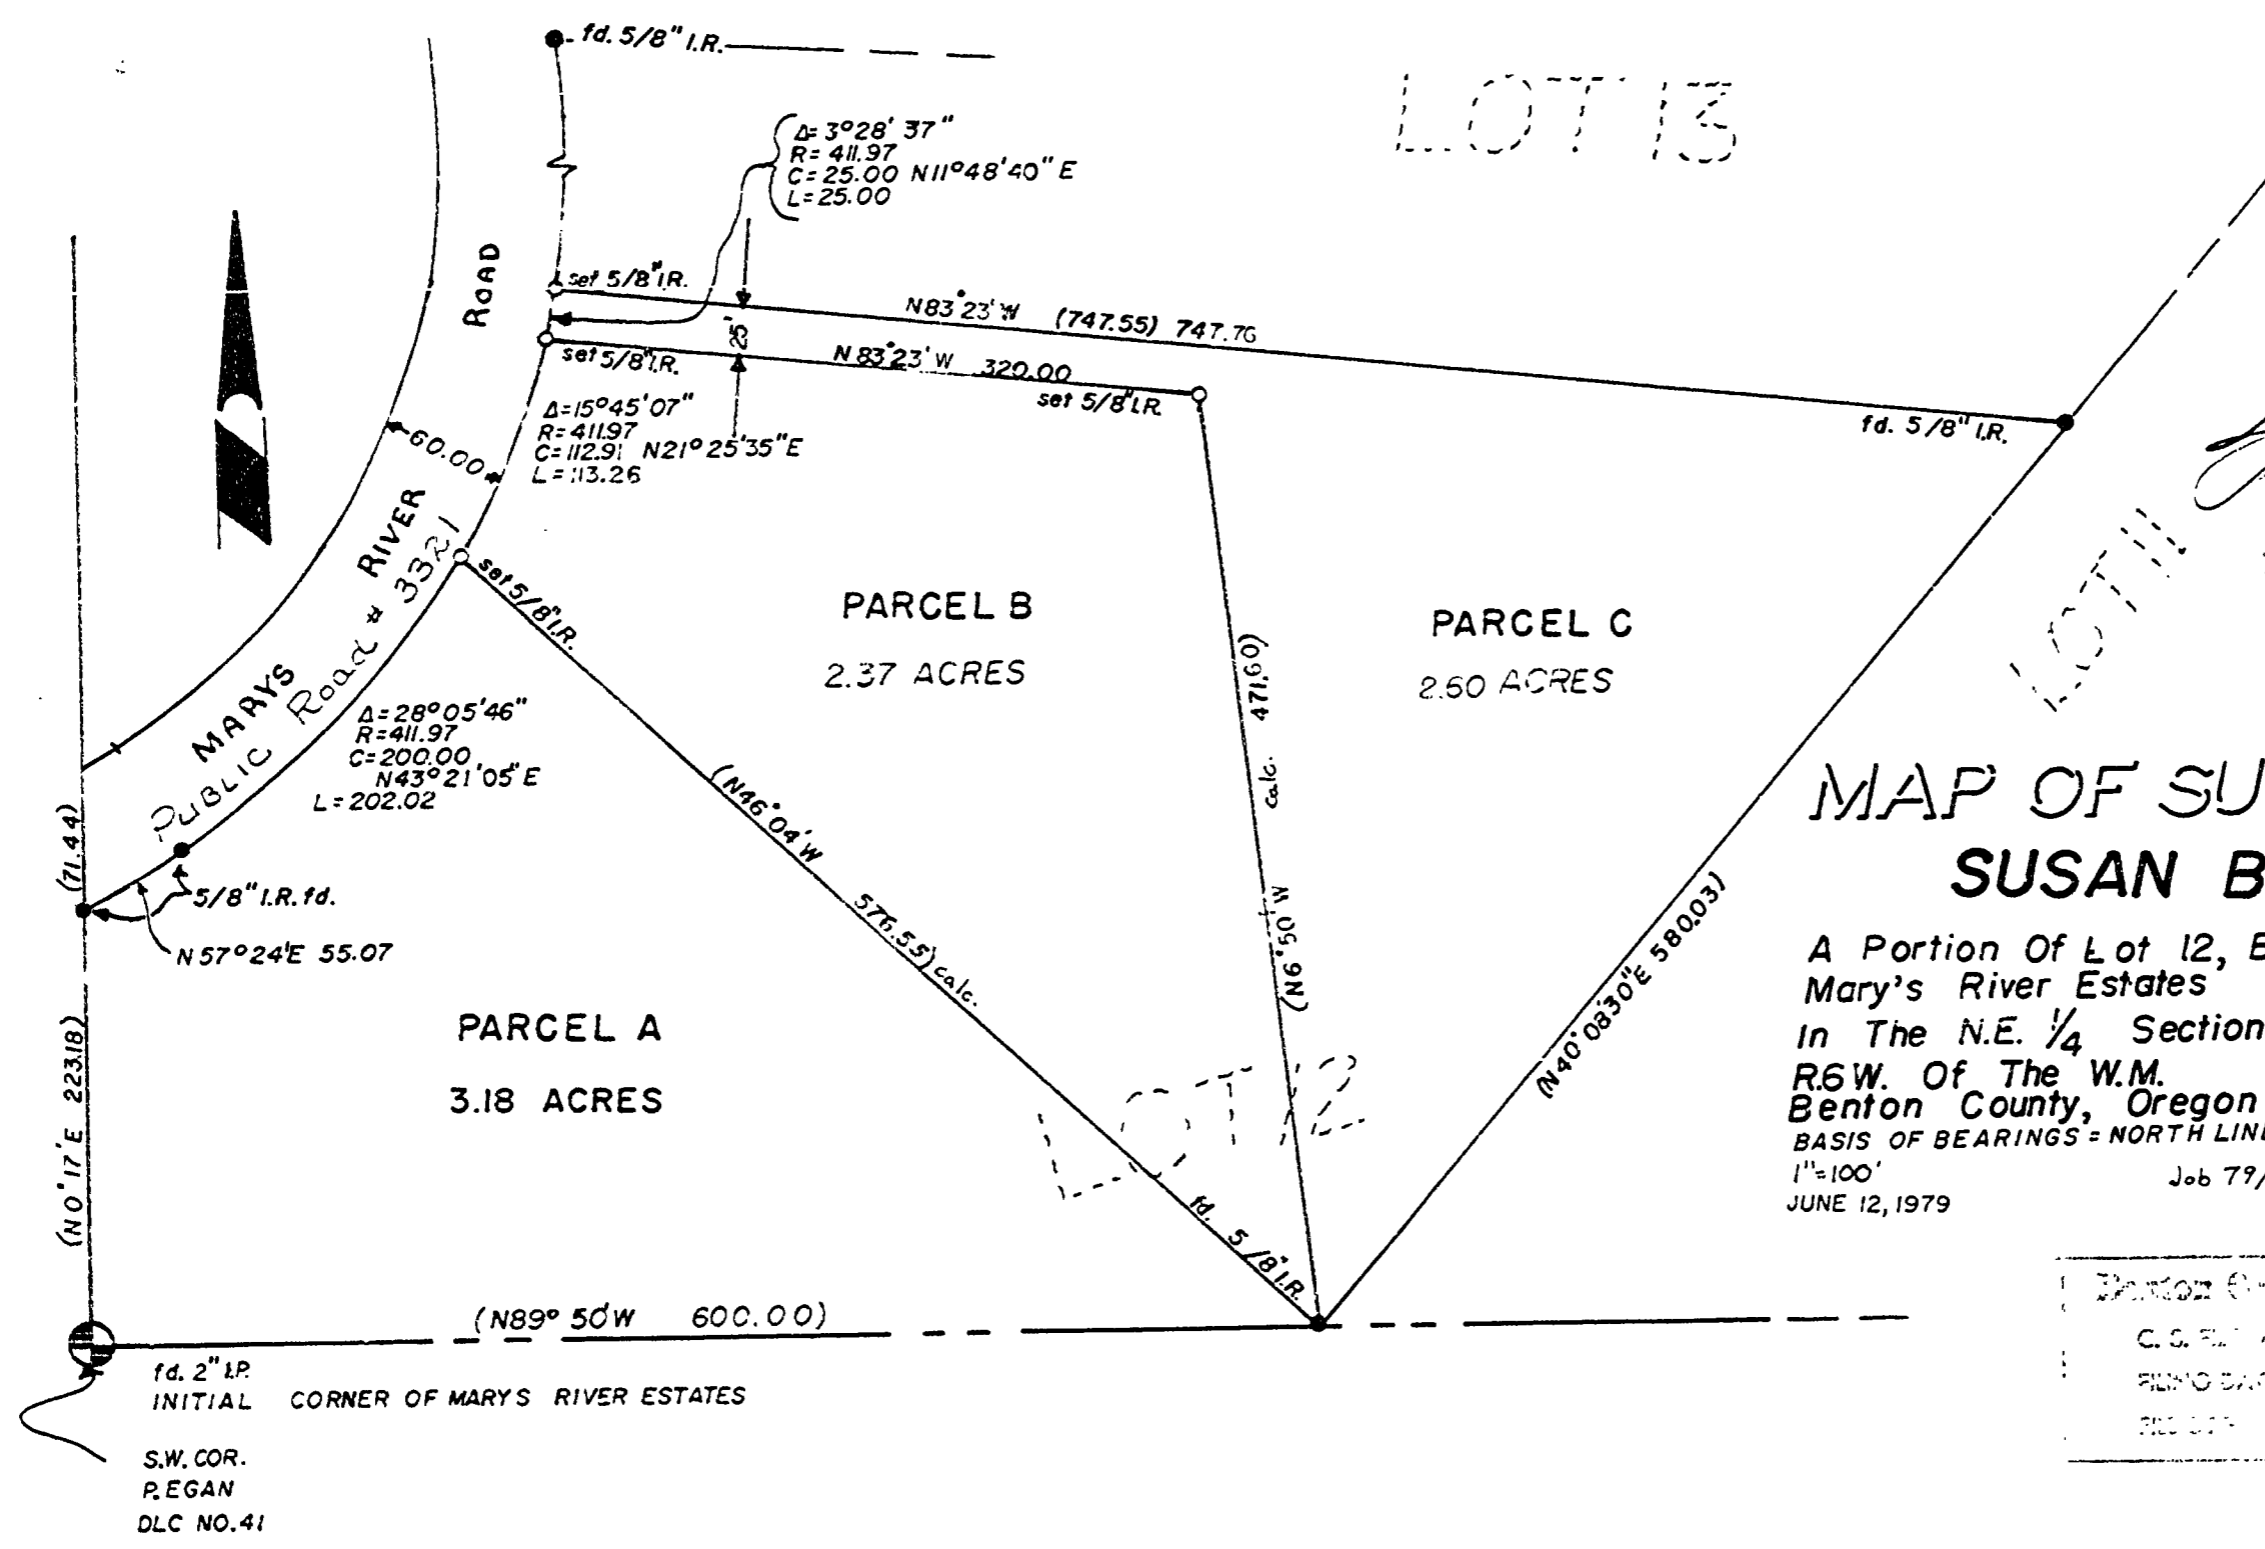 fd. 5/8" I.R.
LOT 13
Δ= 3°28' 37"
R= 411.97
C= 25.00 N11°48'40" E
L= 25.00
ROAD
set 5/8" I.R.
N83°23' W (747.55) 747.76
25'
set 5/8" I.R.
N 83°23' W 320.00
set 5/8" I.R.
fd. 5/8" I.R.
Δ=15°45'07"
R= 411.97
C= 112.91 N21°25'35"E
L= 113.26
60.00
RIVER
MARYS
PUBLIC Road # 3321
set 5/8" I.R.
LOT 11
PARCEL B
2.37 ACRES
PARCEL C
2.60 ACRES
(N6°50' W calc. 471.60)
Δ=28°05'46"
R=411.97
C=200.00
N43°21'05"E
L=202.02
(N46°04' W 576.55) calc.
(71.44)
5/8" I.R. fd.
N 57°24'E 55.07
(N40°08'30"E 580.03)
MAP OF SU
SUSAN B
A Portion Of Lot 12, B
Mary's River Estates
In The N.E. 1/4 Section
R.6W. Of The W.M.
Benton County, Oregon
BASIS OF BEARINGS = NORTH LINE
1"=100'
Job 79/
JUNE 12, 1979
PARCEL A
3.18 ACRES
LOT 12
(N0°17' E 223.18)
fd. 5/8" I.R.
(N89° 50' W 600.00)
fd. 2" I.P.
INITIAL CORNER OF MARYS RIVER ESTATES
S.W. COR.
P. EGAN
DLC NO. 41
C. S.